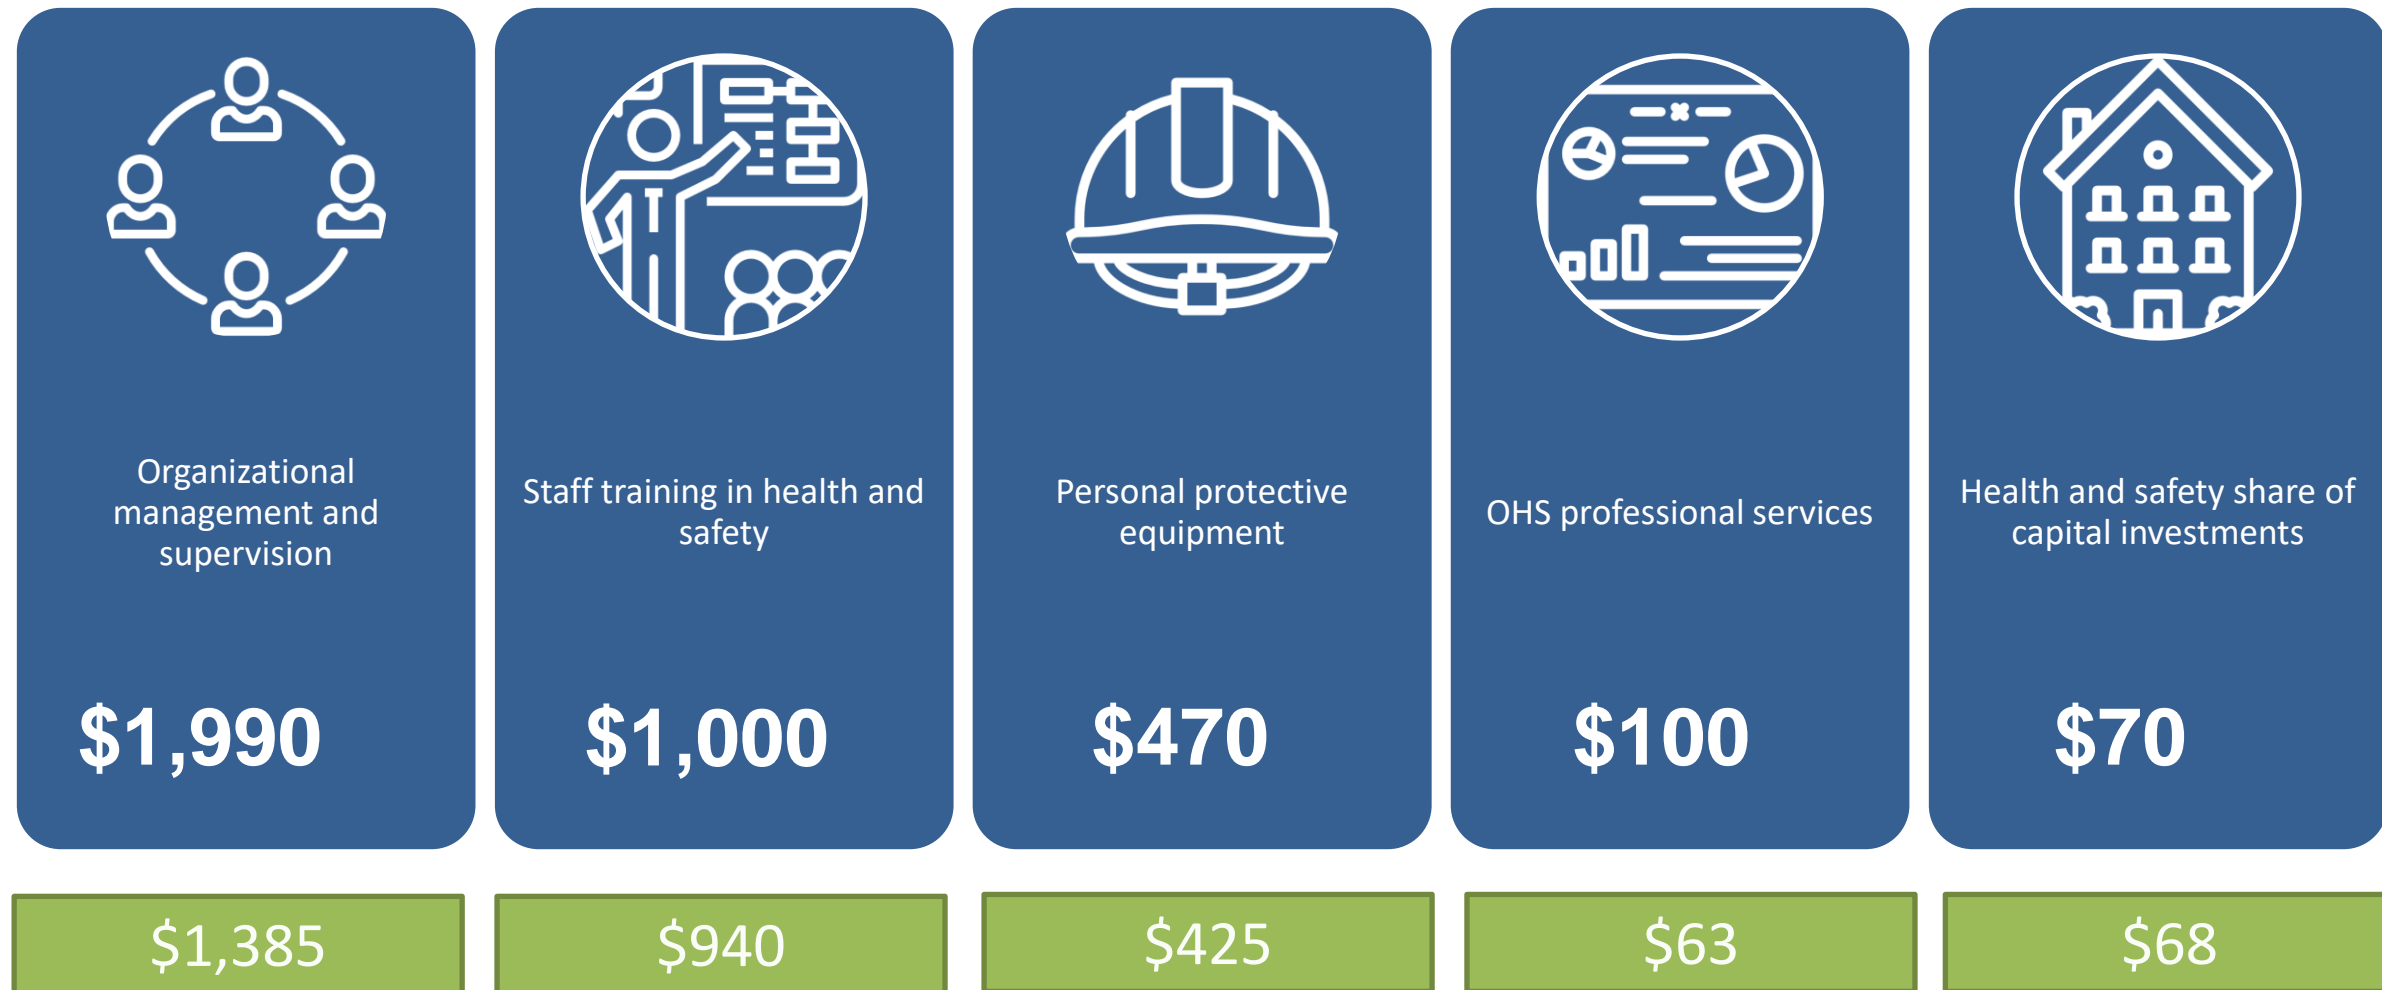 Organizational
management and
supervision
$1,990
Staff training in health and
safety
$1,000
Personal protective
equipment
$470
OHS professional services
$100
Health and safety share of
capital investments
$70
$1,385
$940
$425
$63
$68